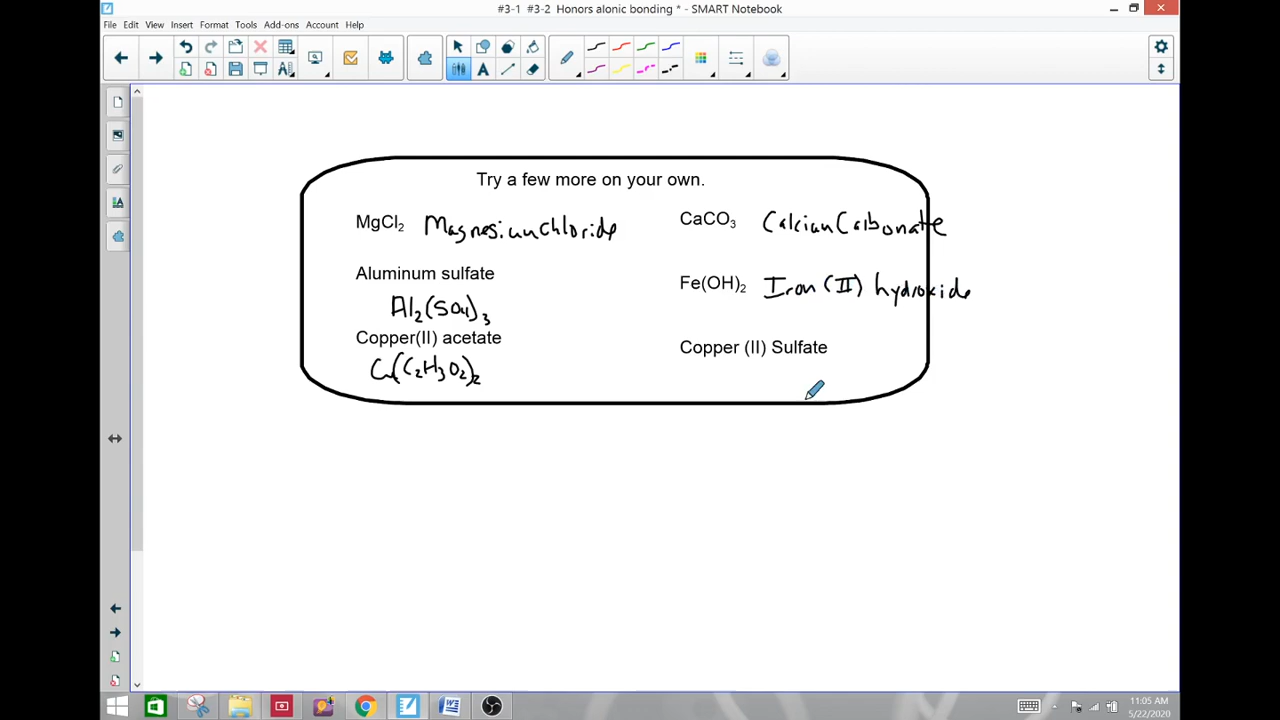 #3-1 #3-2 Honors aIonic bonding * - SMART Notebook
File Edit View Insert Format Tools Add-ons Account Help
Try a few more on your own.
MgCl₂ Magnesium Chloride
CaCO₃ Calcium Carbonate
Aluminum sulfate
Al₂(SO₄)₃
Fe(OH)₂ Iron (II) hydroxide
Copper(II) acetate
Cu(C₂H₃O₂)₂
Copper (II) Sulfate
11:05 AM
5/22/2020